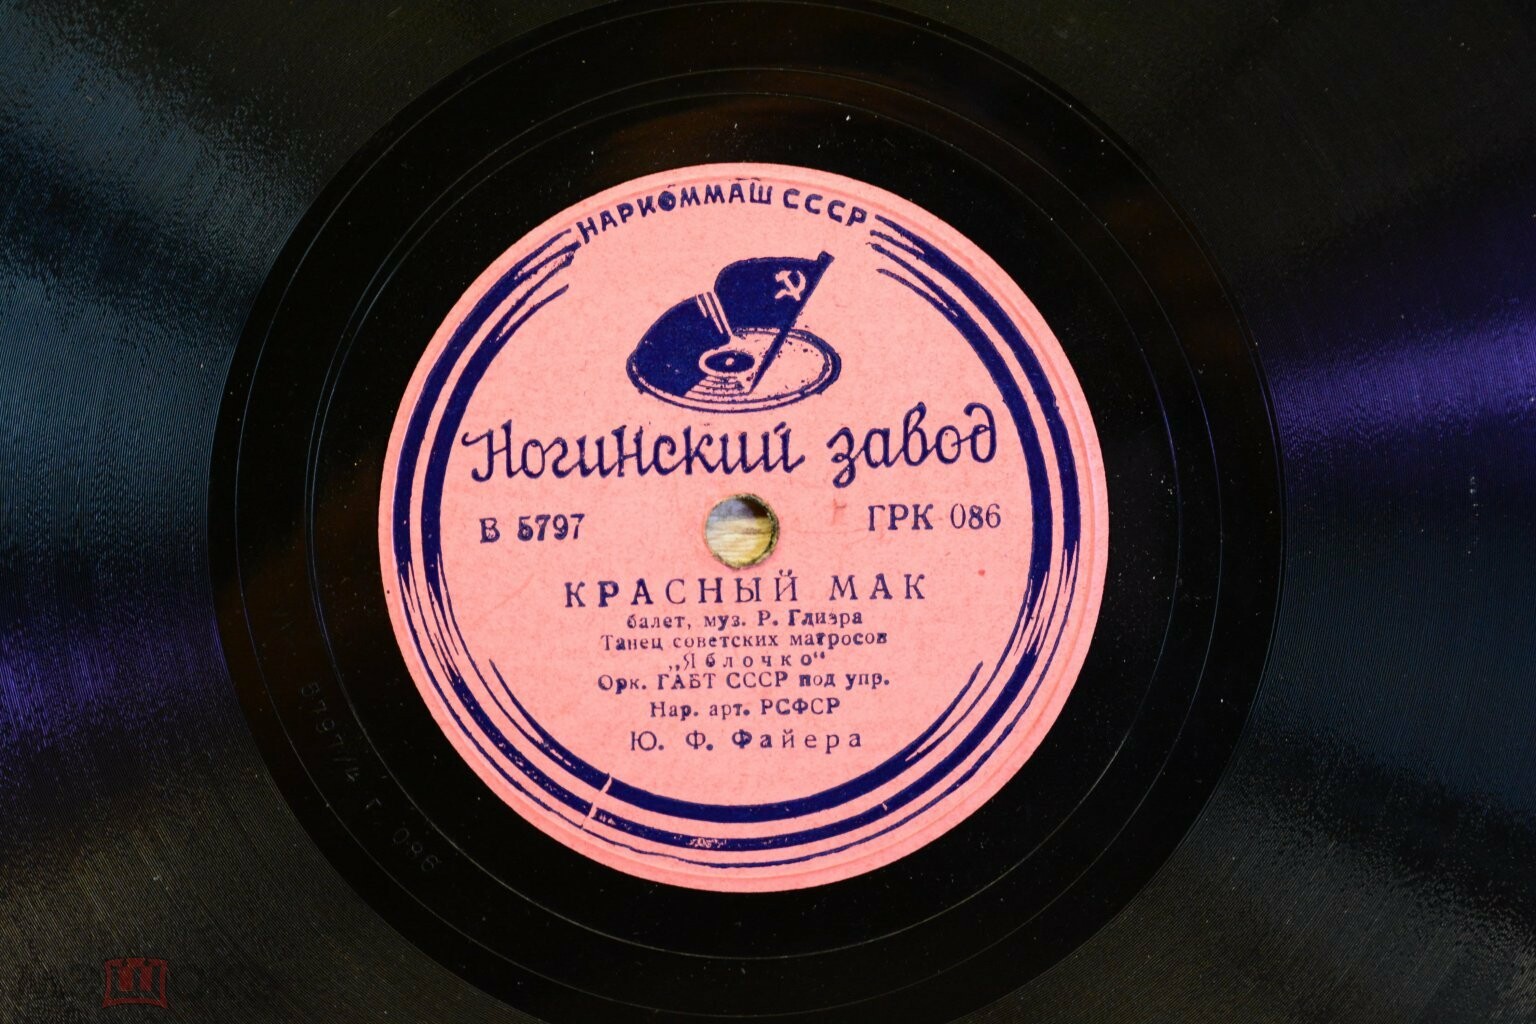 НАРКОММАШ СССР
Ногинский завод
В 5797
ГРК 086
КРАСНЫЙ МАК
балет, муз. Р. Глиэра
Танец советских матросов
„Яблочко“
Орк. ГАБТ СССР под упр.
Нар. арт. РСФСР
Ю. Ф. Файера
086